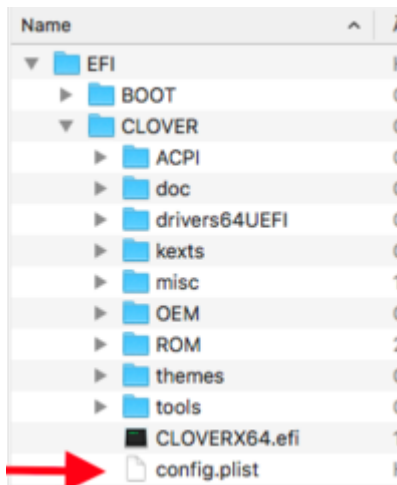 Name
EFI
BOOT
CLOVER
ACPI
doc
drivers64UEFI
kexts
misc
OEM
ROM
themes
tools
CLOVERX64.efi
config.plist